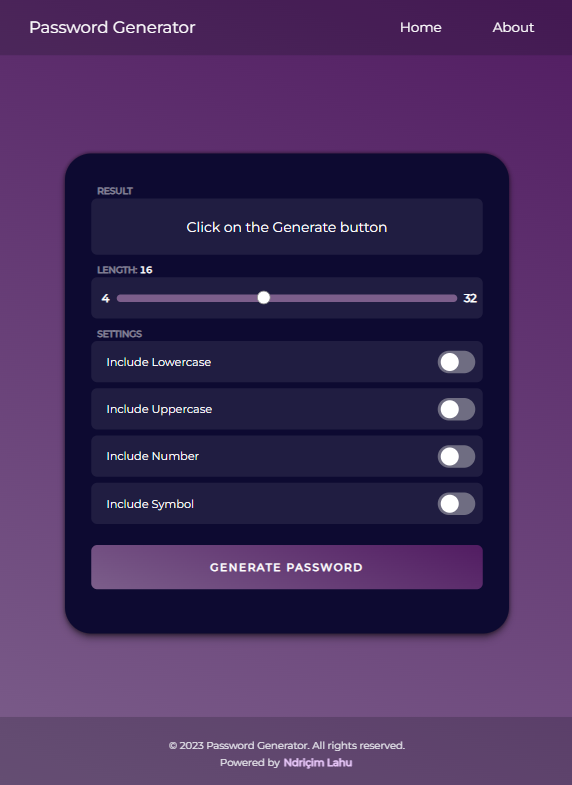 Password Generator Home About
RESULT
Click on the Generate button
LENGTH: 16
4 32
SETTINGS
Include Lowercase
Include Uppercase
Include Number
Include Symbol
GENERATE PASSWORD
© 2023 Password Generator. All rights reserved.
Powered by Ndriçim Lahu